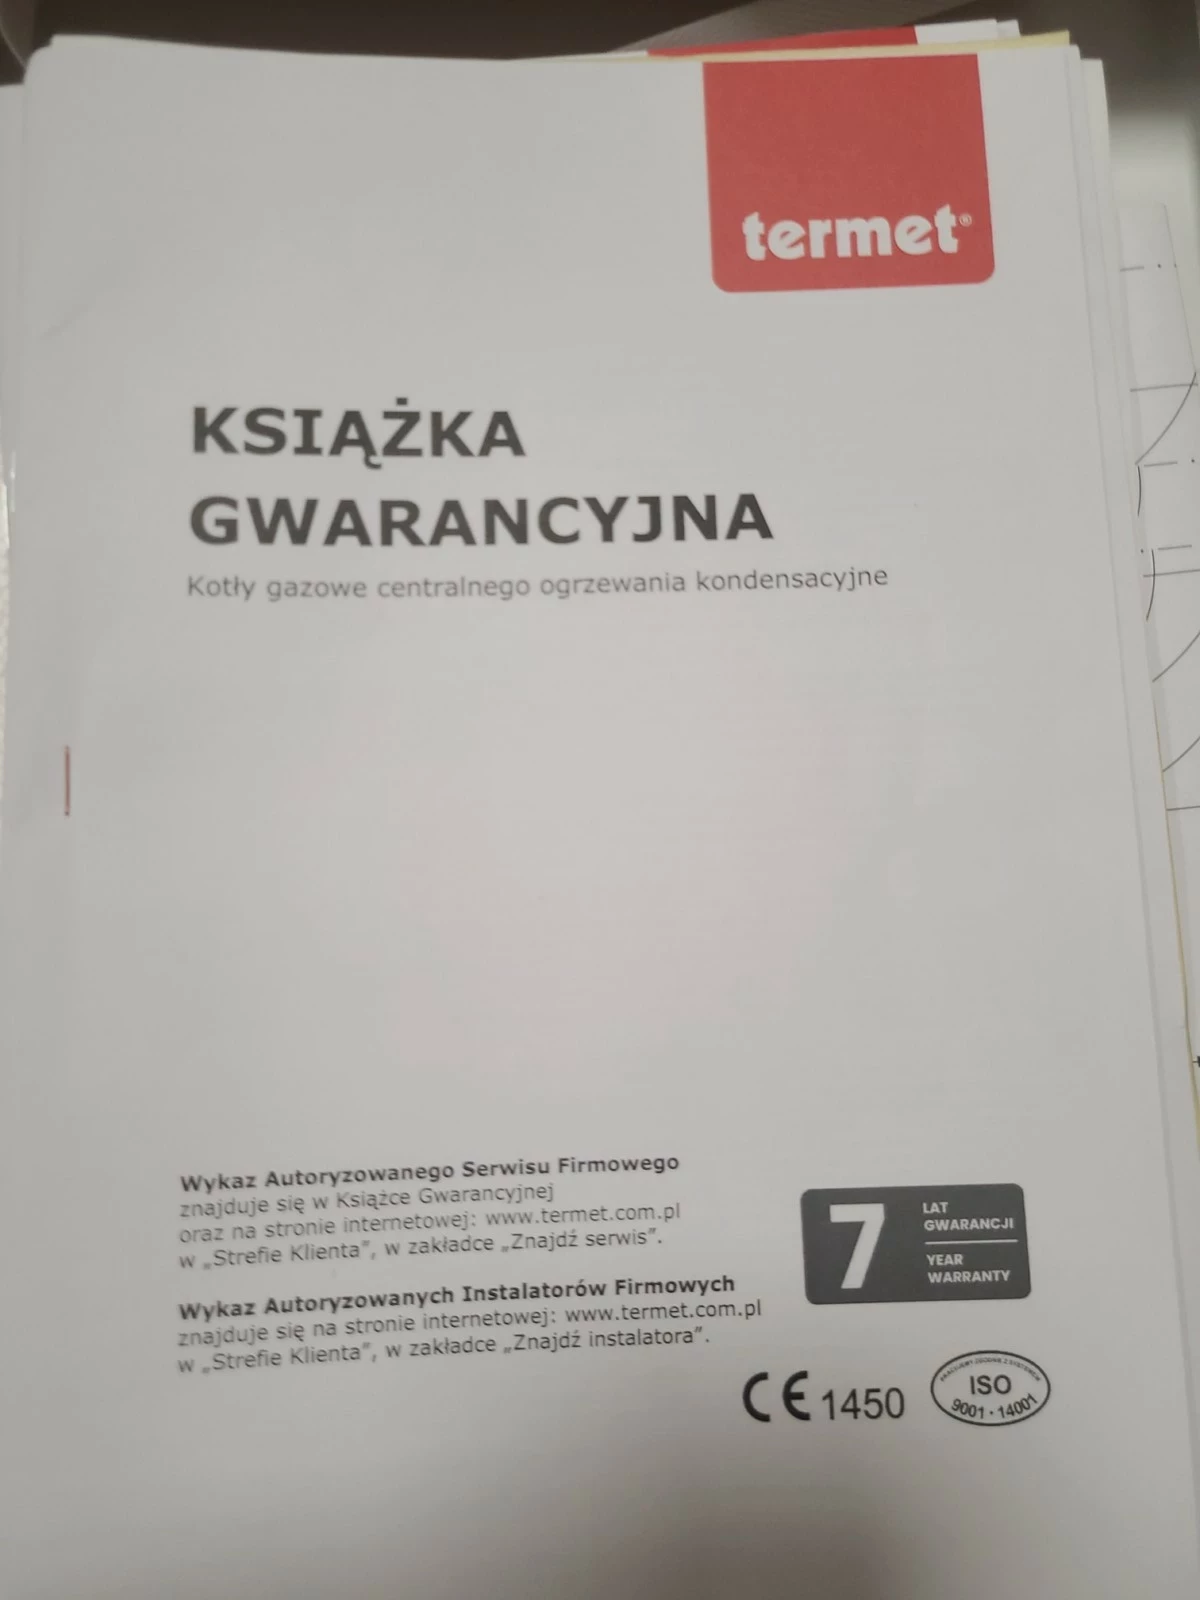 termet®
KSIĄŻKA
GWARANCYJNA
Kotły gazowe centralnego ogrzewania kondensacyjne
Wykaz Autoryzowanego Serwisu Firmowego
znajduje się w Książce Gwarancyjnej
oraz na stronie internetowej: www.termet.com.pl
w „Strefie Klienta”, w zakładce „Znajdź serwis”.
Wykaz Autoryzowanych Instalatorów Firmowych
znajduje się na stronie internetowej: www.termet.com.pl
w „Strefie Klienta”, w zakładce „Znajdź instalatora”.
7
LAT
GWARANCJI
YEAR
WARRANTY
CE 1450
PRACUJEMY ZGODNIE Z SYSTEMEM
ISO
9001 · 14001